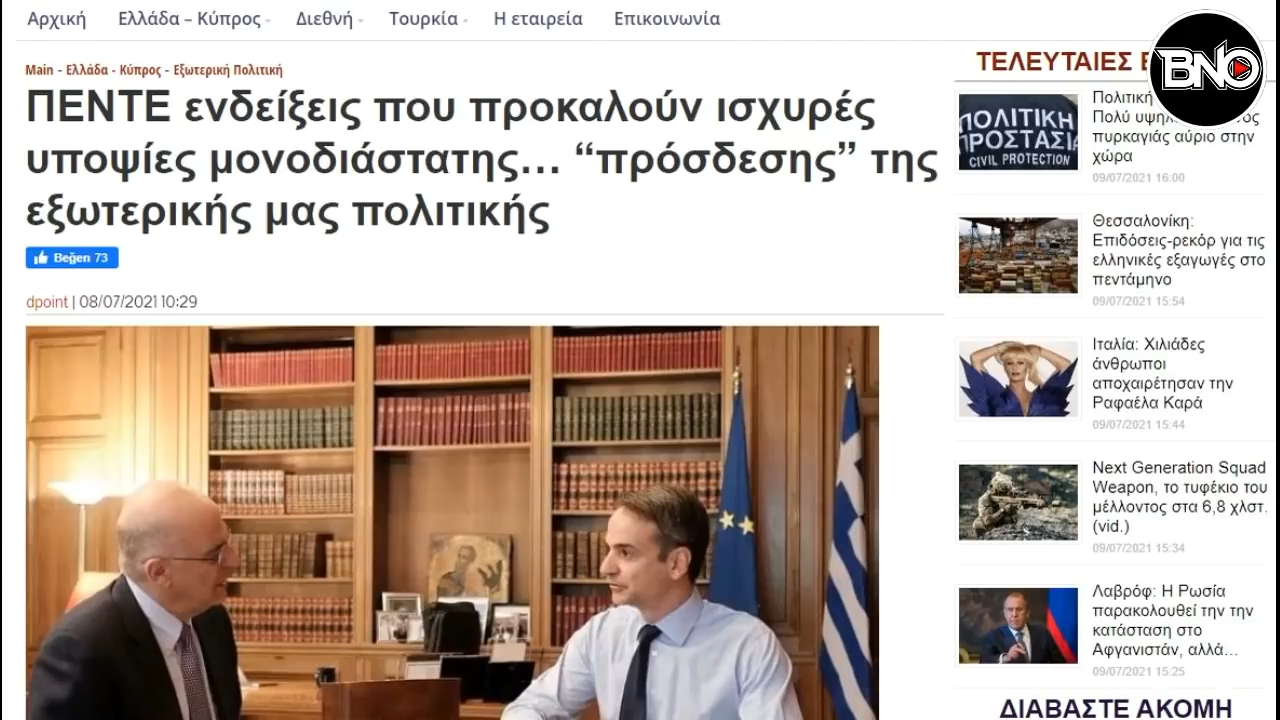 Αρχική Ελλάδα – Κύπρος Διεθνή Τουρκία Η εταιρεία Επικοινωνία
Main - Ελλάδα - Κύπρος - Εξωτερική Πολιτική
ΠΕΝΤΕ ενδείξεις που προκαλούν ισχυρές
υποψίες μονοδιάστατης... “πρόσδεσης” της
εξωτερικής μας πολιτικής
Beğen 73
dpoint | 08/07/2021 10:29
ΤΕΛΕΥΤΑΙΕΣ
BNO
ΠΟΛΙΤΙΚΗ
ΠΡΟΣΤΑΣΙΑ
CIVIL PROTECTION
Πολιτική
Πολύ
πυρκαγιάς αύριο στην
χώρα
09/07/2021 16:00
Θεσσαλονίκη:
Επιδόσεις-ρεκόρ για τις
ελληνικές εξαγωγές στο
πεντάμηνο
09/07/2021 15:54
Ιταλία: Χιλιάδες
άνθρωποι
αποχαιρέτησαν την
Ραφαέλα Καρά
09/07/2021 15:44
Next Generation Squad
Weapon, το τυφέκιο του
μέλλοντος στα 6,8 χλστ.
(vid.)
09/07/2021 15:34
Λαβρόφ: Η Ρωσία
παρακολουθεί την την
κατάσταση στο
Αφγανιστάν, αλλά...
09/07/2021 15:25
ΔΙΑΒΑΣΤΕ ΑΚΟΜΗ